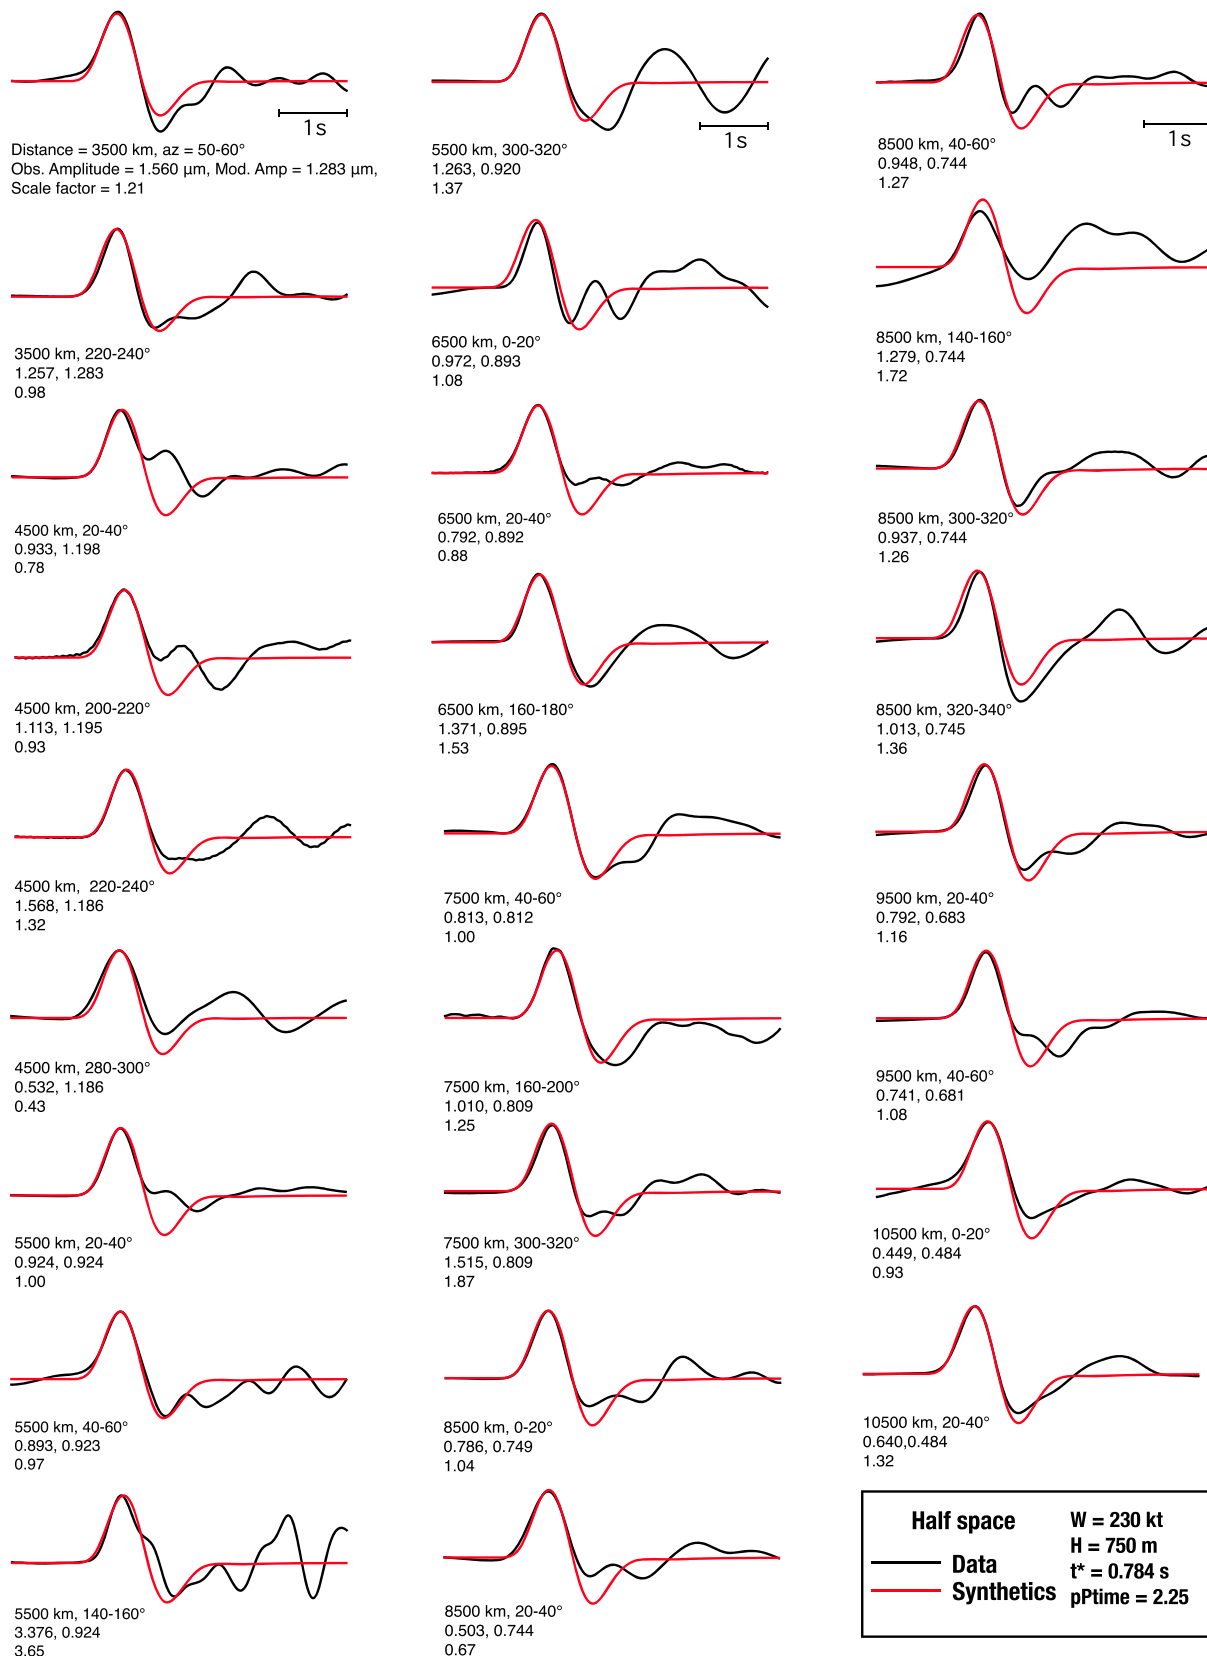 1s
Distance = 3500 km, az = 50-60°
Obs. Amplitude = 1.560 µm, Mod. Amp = 1.283 µm,
Scale factor = 1.21
3500 km, 220-240°
1.257, 1.283
0.98
4500 km, 20-40°
0.933, 1.198
0.78
4500 km, 200-220°
1.113, 1.195
0.93
4500 km,  220-240°
1.568, 1.186
1.32
4500 km, 280-300°
0.532, 1.186
0.43
5500 km, 20-40°
0.924, 0.924
1.00
5500 km, 40-60°
0.893, 0.923
0.97
5500 km, 140-160°
3.376, 0.924
3.65
1s
5500 km, 300-320°
1.263, 0.920
1.37
6500 km, 0-20°
0.972, 0.893
1.08
6500 km, 20-40°
0.792, 0.892
0.88
6500 km, 160-180°
1.371, 0.895
1.53
7500 km, 40-60°
0.813, 0.812
1.00
7500 km, 160-200°
1.010, 0.809
1.25
7500 km, 300-320°
1.515, 0.809
1.87
8500 km, 0-20°
0.786, 0.749
1.04
8500 km, 20-40°
0.503, 0.744
0.67
1s
8500 km, 40-60°
0.948, 0.744
1.27
8500 km, 140-160°
1.279, 0.744
1.72
8500 km, 300-320°
0.937, 0.744
1.26
8500 km, 320-340°
1.013, 0.745
1.36
9500 km, 20-40°
0.792, 0.683
1.16
9500 km, 40-60°
0.741, 0.681
1.08
10500 km, 0-20°
0.449, 0.484
0.93
10500 km, 20-40°
0.640,0.484
1.32
Half space
Data
Synthetics
W = 230 kt
H = 750 m
t* = 0.784 s
pPtime = 2.25